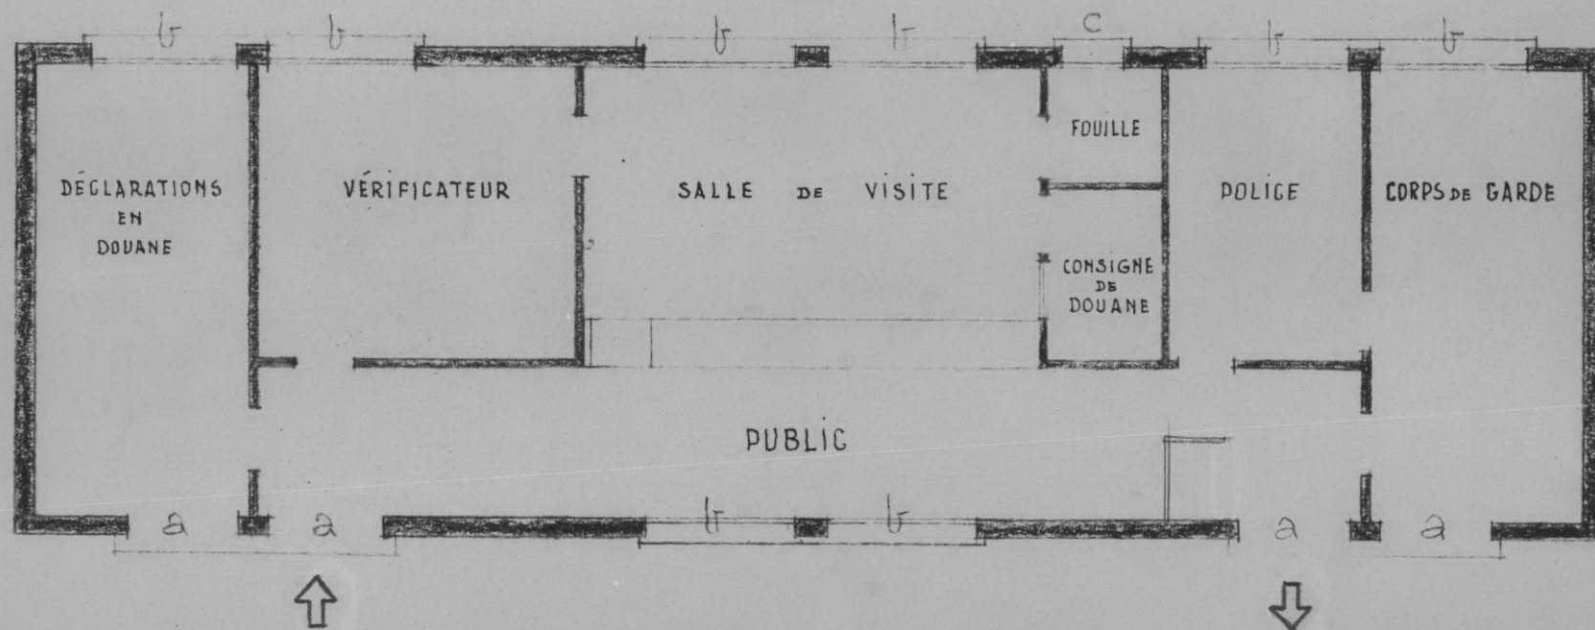 b b b b c b b
DÉCLARATIONS
EN
DOUANE
VÉRIFICATEUR
SALLE DE VISITE
FOUILLE
CONSIGNE
DE
DOUANE
POLICE
CORPS DE GARDE
PUBLIC
a a b b a a